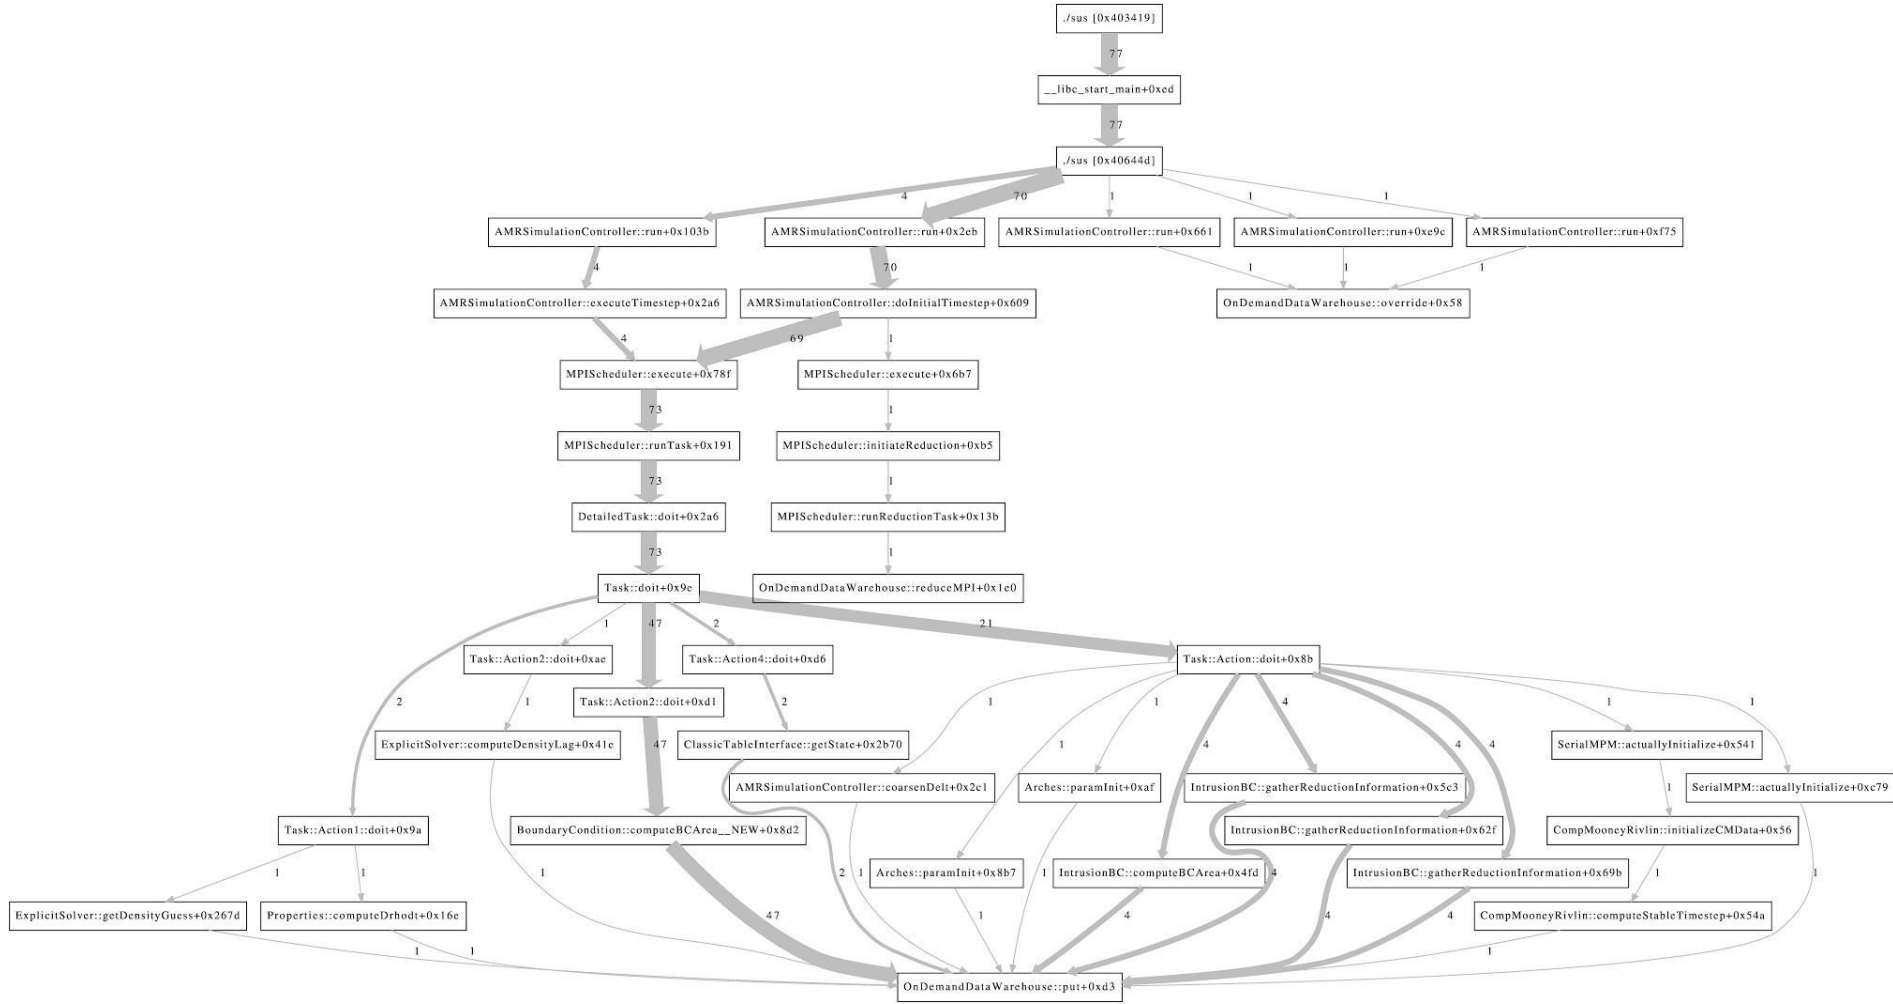 ./sus [0x403419]
77
__libc_start_main+0xed
77
./sus [0x40644d]
4
70
1
1
1
AMRSimulationController::run+0x103b
AMRSimulationController::run+0x2eb
AMRSimulationController::run+0x661
AMRSimulationController::run+0xe9c
AMRSimulationController::run+0xf75
4
70
1
1
1
AMRSimulationController::executeTimestep+0x2a6
AMRSimulationController::doInitialTimestep+0x609
OnDemandDataWarehouse::override+0x58
4
69
1
MPIScheduler::execute+0x78f
MPIScheduler::execute+0x6b7
73
1
MPIScheduler::runTask+0x191
MPIScheduler::initiateReduction+0xb5
73
1
DetailedTask::doit+0x2a6
MPIScheduler::runReductionTask+0x13b
73
1
Task::doit+0x9e
OnDemandDataWarehouse::reduceMPI+0x1e0
1
47
2
21
Task::Action2::doit+0xae
Task::Action4::doit+0xd6
Task::Action::doit+0x8b
2
1
Task::Action2::doit+0xd1
2
1
1
4
4
1
1
ExplicitSolver::computeDensityLag+0x41e
47
ClassicTableInterface::getState+0x2b70
1
4
4
SerialMPM::actuallyInitialize+0x541
AMRSimulationController::coarsenDelt+0x2c1
Arches::paramInit+0xaf
IntrusionBC::gatherReductionInformation+0x5c3
1
SerialMPM::actuallyInitialize+0xc79
Task::Action1::doit+0x9a
BoundaryCondition::computeBCArea__NEW+0x8d2
IntrusionBC::gatherReductionInformation+0x62f
CompMooneyRivlin::initializeCMData+0x56
1
1
1
2
1
Arches::paramInit+0x8b7
1
IntrusionBC::computeBCArea+0x4fd
4
IntrusionBC::gatherReductionInformation+0x69b
1
1
ExplicitSolver::getDensityGuess+0x267d
Properties::computeDrhodt+0x16e
47
1
4
4
4
CompMooneyRivlin::computeStableTimestep+0x54a
1
1
1
OnDemandDataWarehouse::put+0xd3